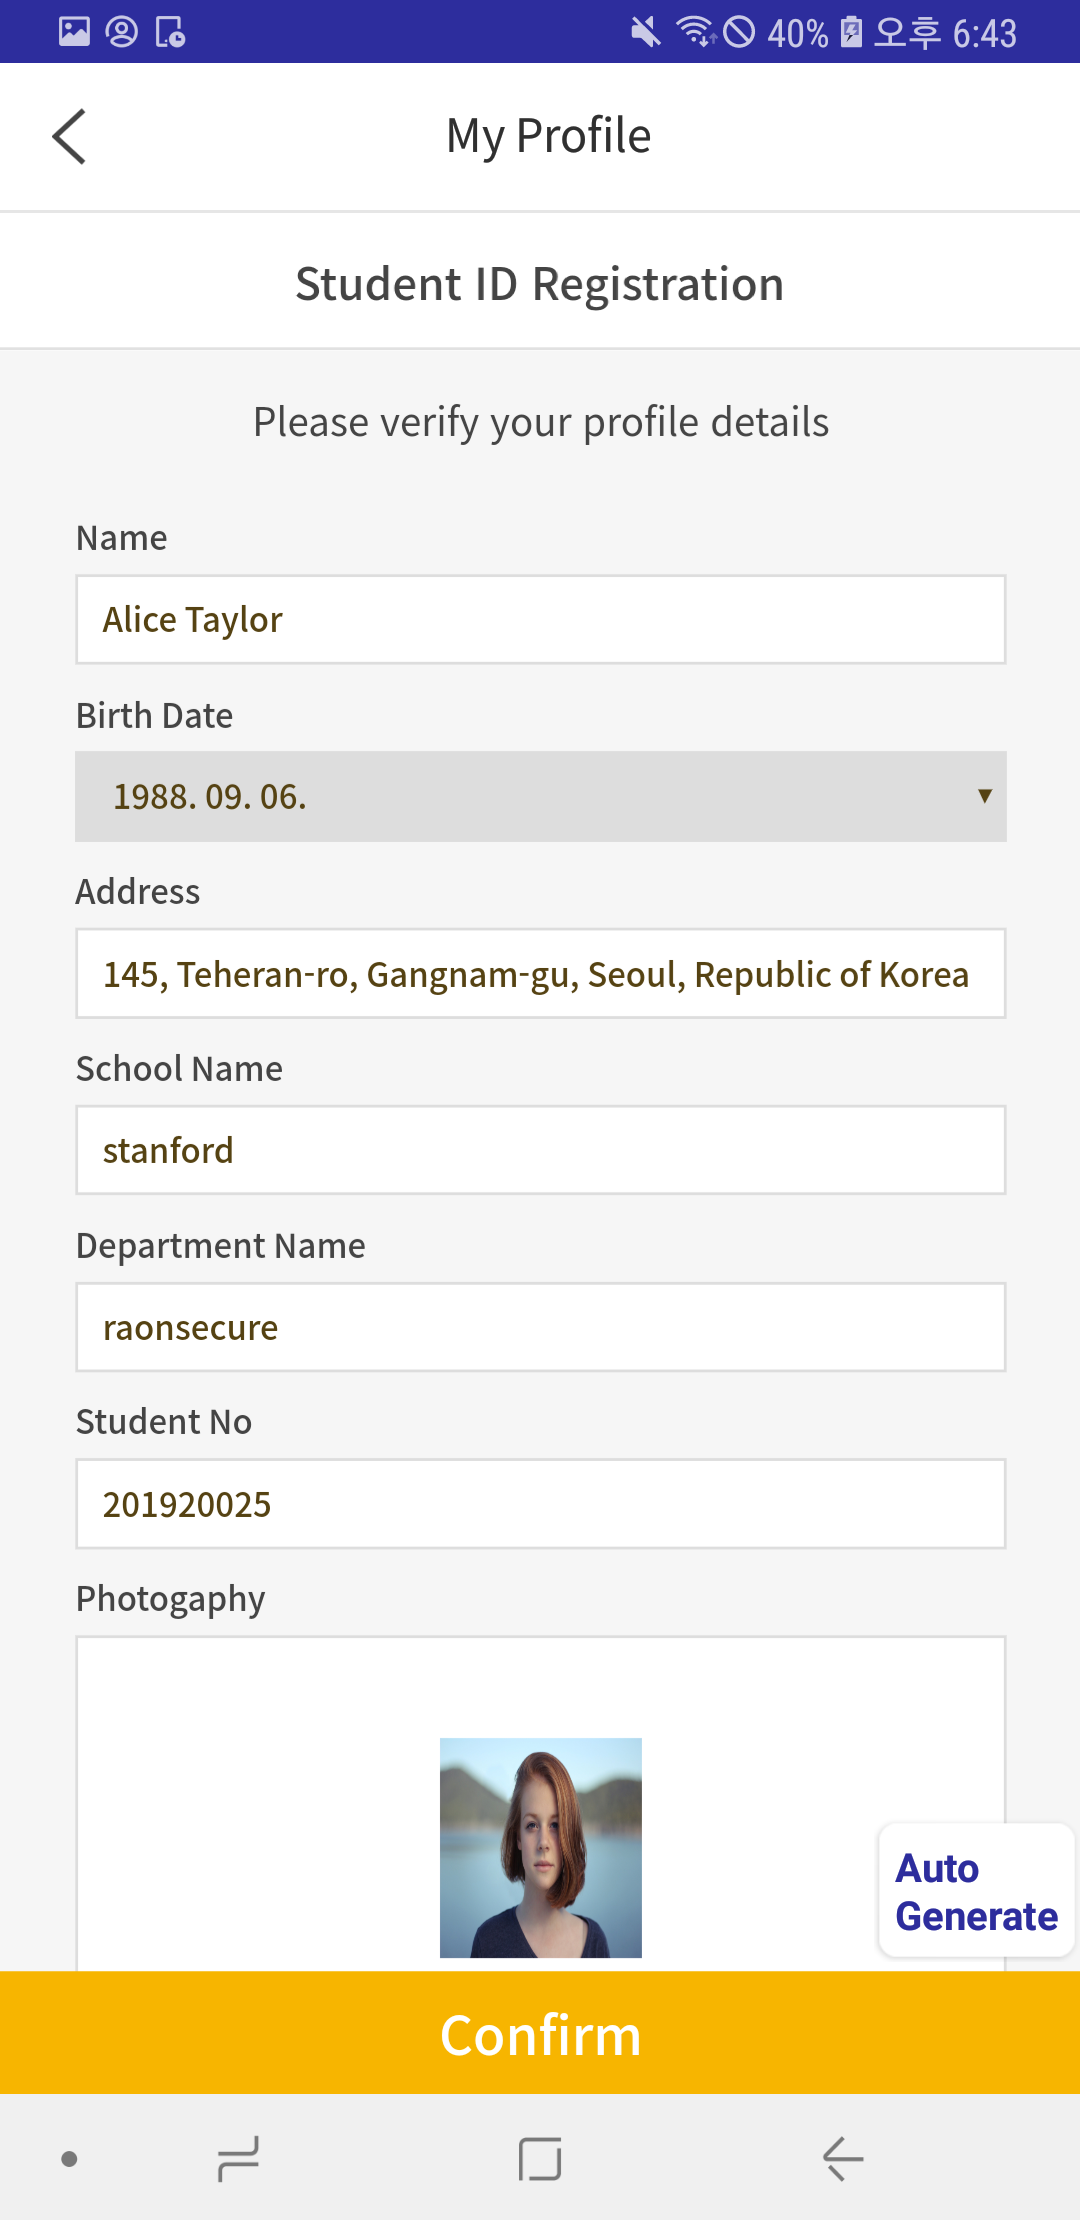 40% 오후 6:43
My Profile
Student ID Registration
Please verify your profile details
Name
Alice Taylor
Birth Date
1988. 09. 06.
Address
145, Teheran-ro, Gangnam-gu, Seoul, Republic of Korea
School Name
stanford
Department Name
raonsecure
Student No
201920025
Photogaphy
Auto
Generate
Confirm